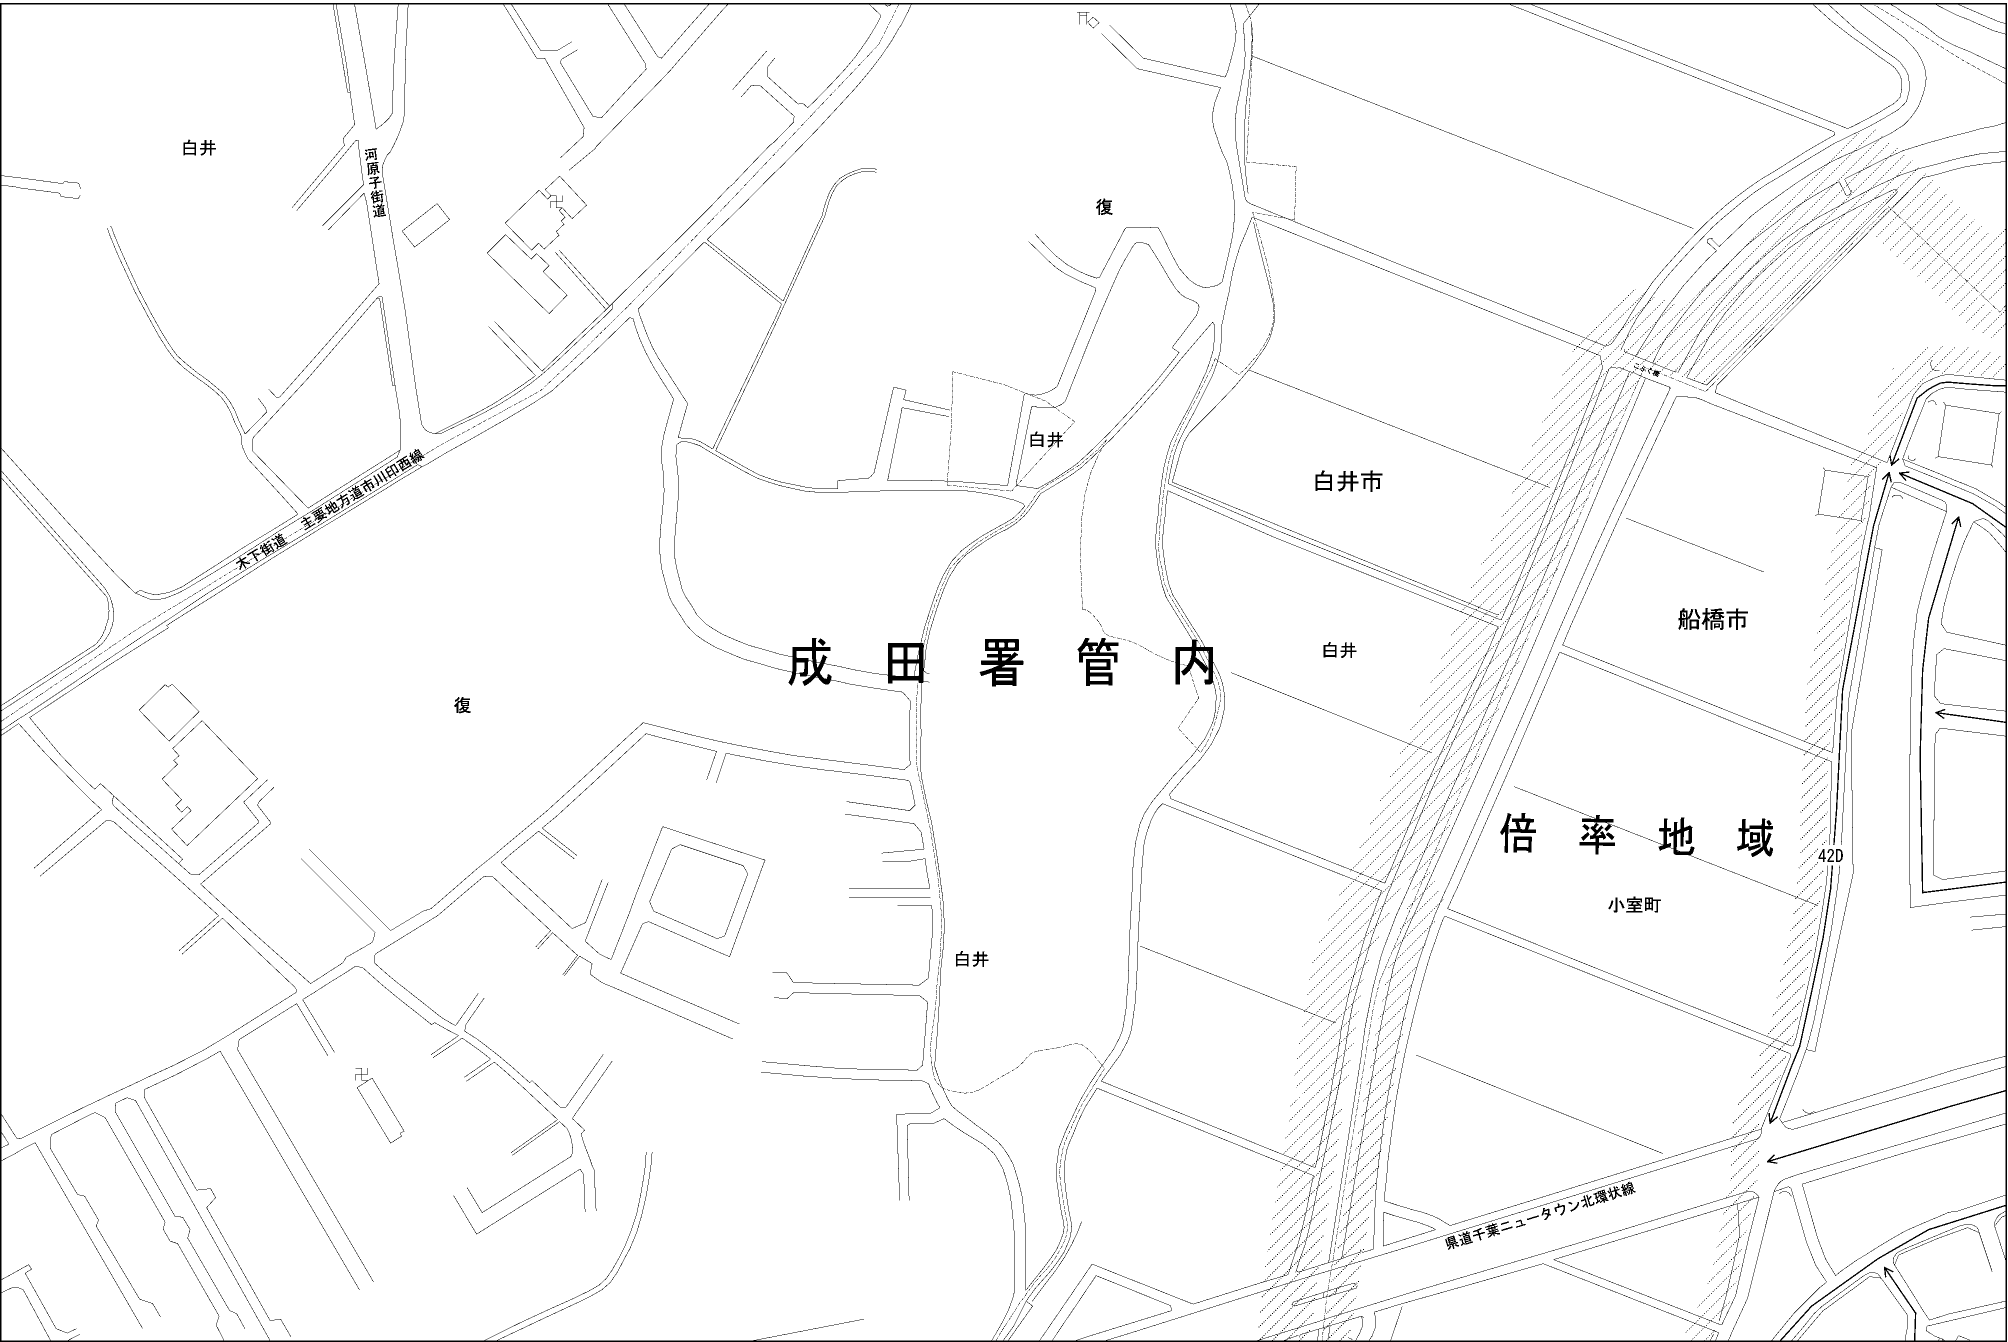 白井
河原子街道
復
白井
主要地方道市川印西線
木下街道
白井市
船橋市
成田署管内
白井
復
倍率地域
42D
小室町
白井
県道千葉ニュータウン北環状線